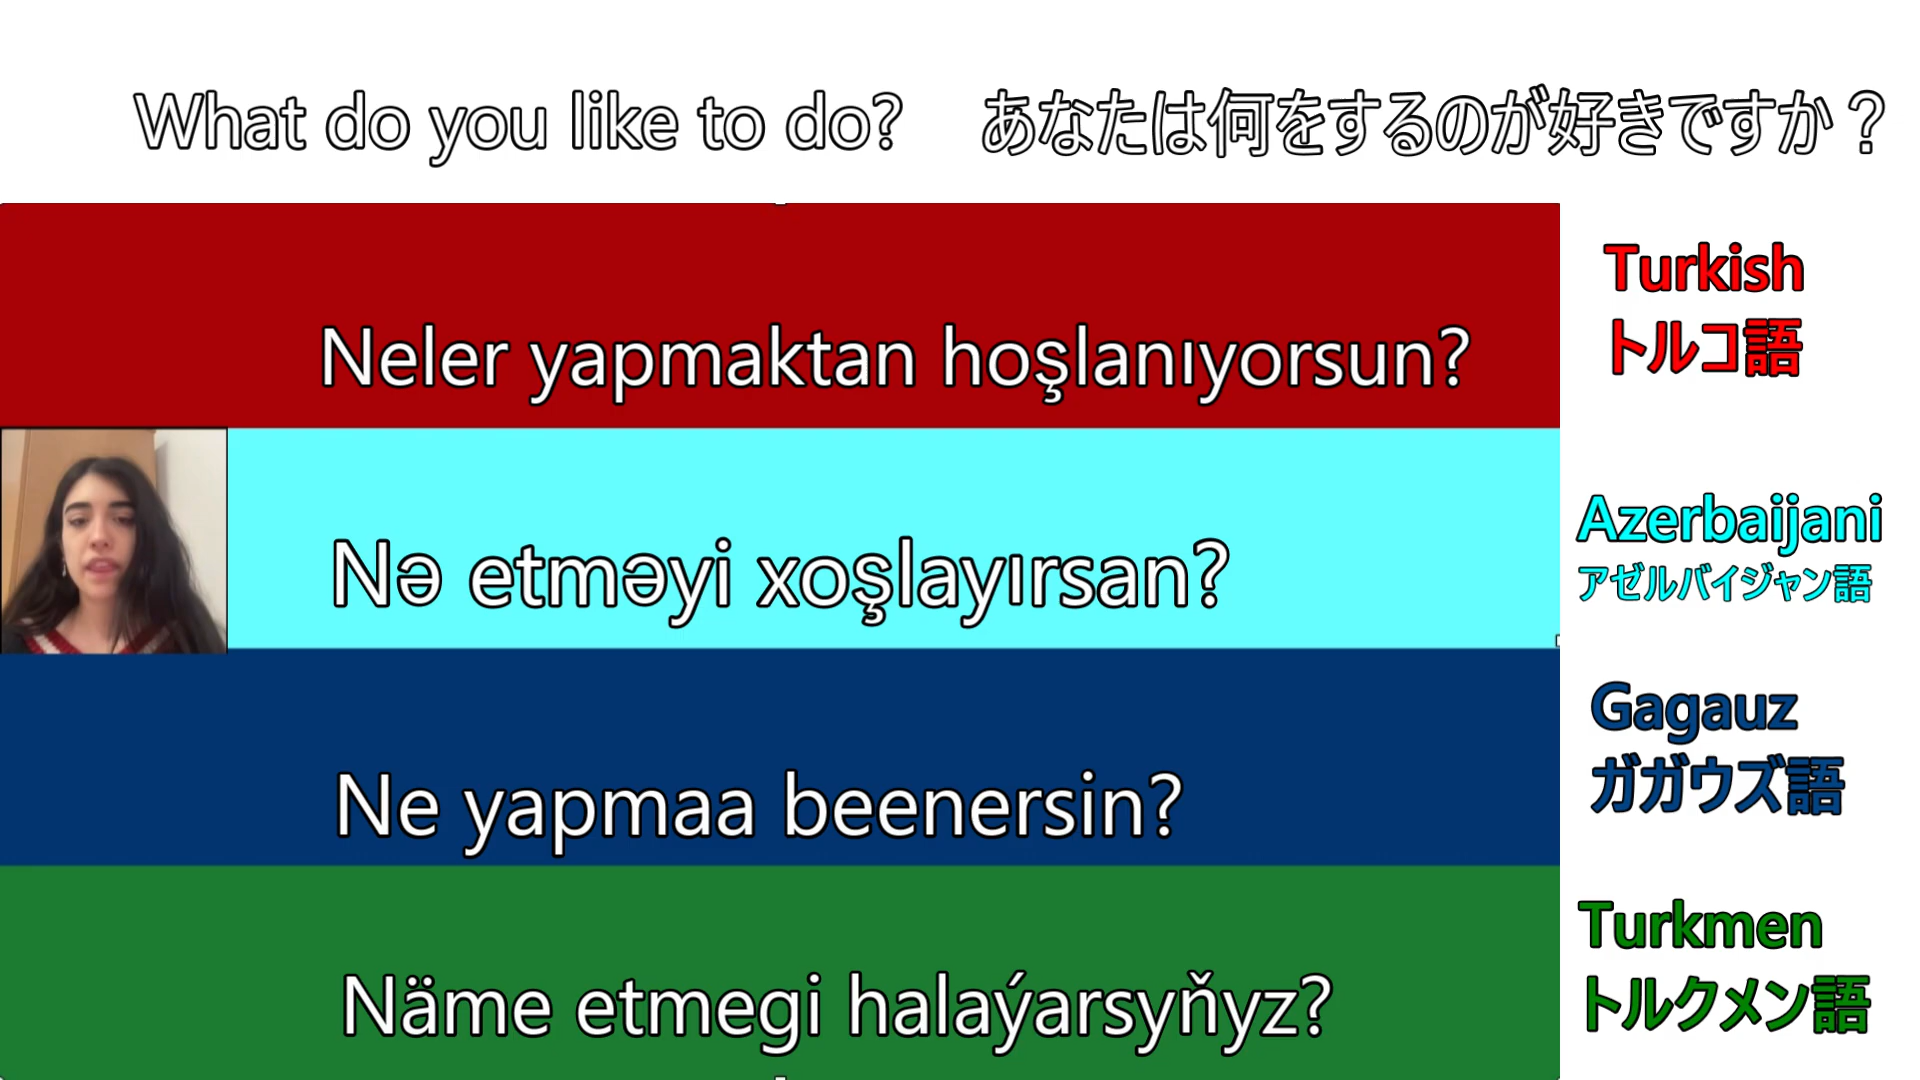 What do you like to do? あなたは何をするのが好きですか？
Turkish
トルコ語
Neler yapmaktan hoşlanıyorsun?
Azerbaijani
アゼルバイジャン語
Nə etməyi xoşlayırsan?
Gagauz
ガガウズ語
Ne yapmaa beenersin?
Turkmen
トルクメン語
Näme etmegi halaýarsyňyz?